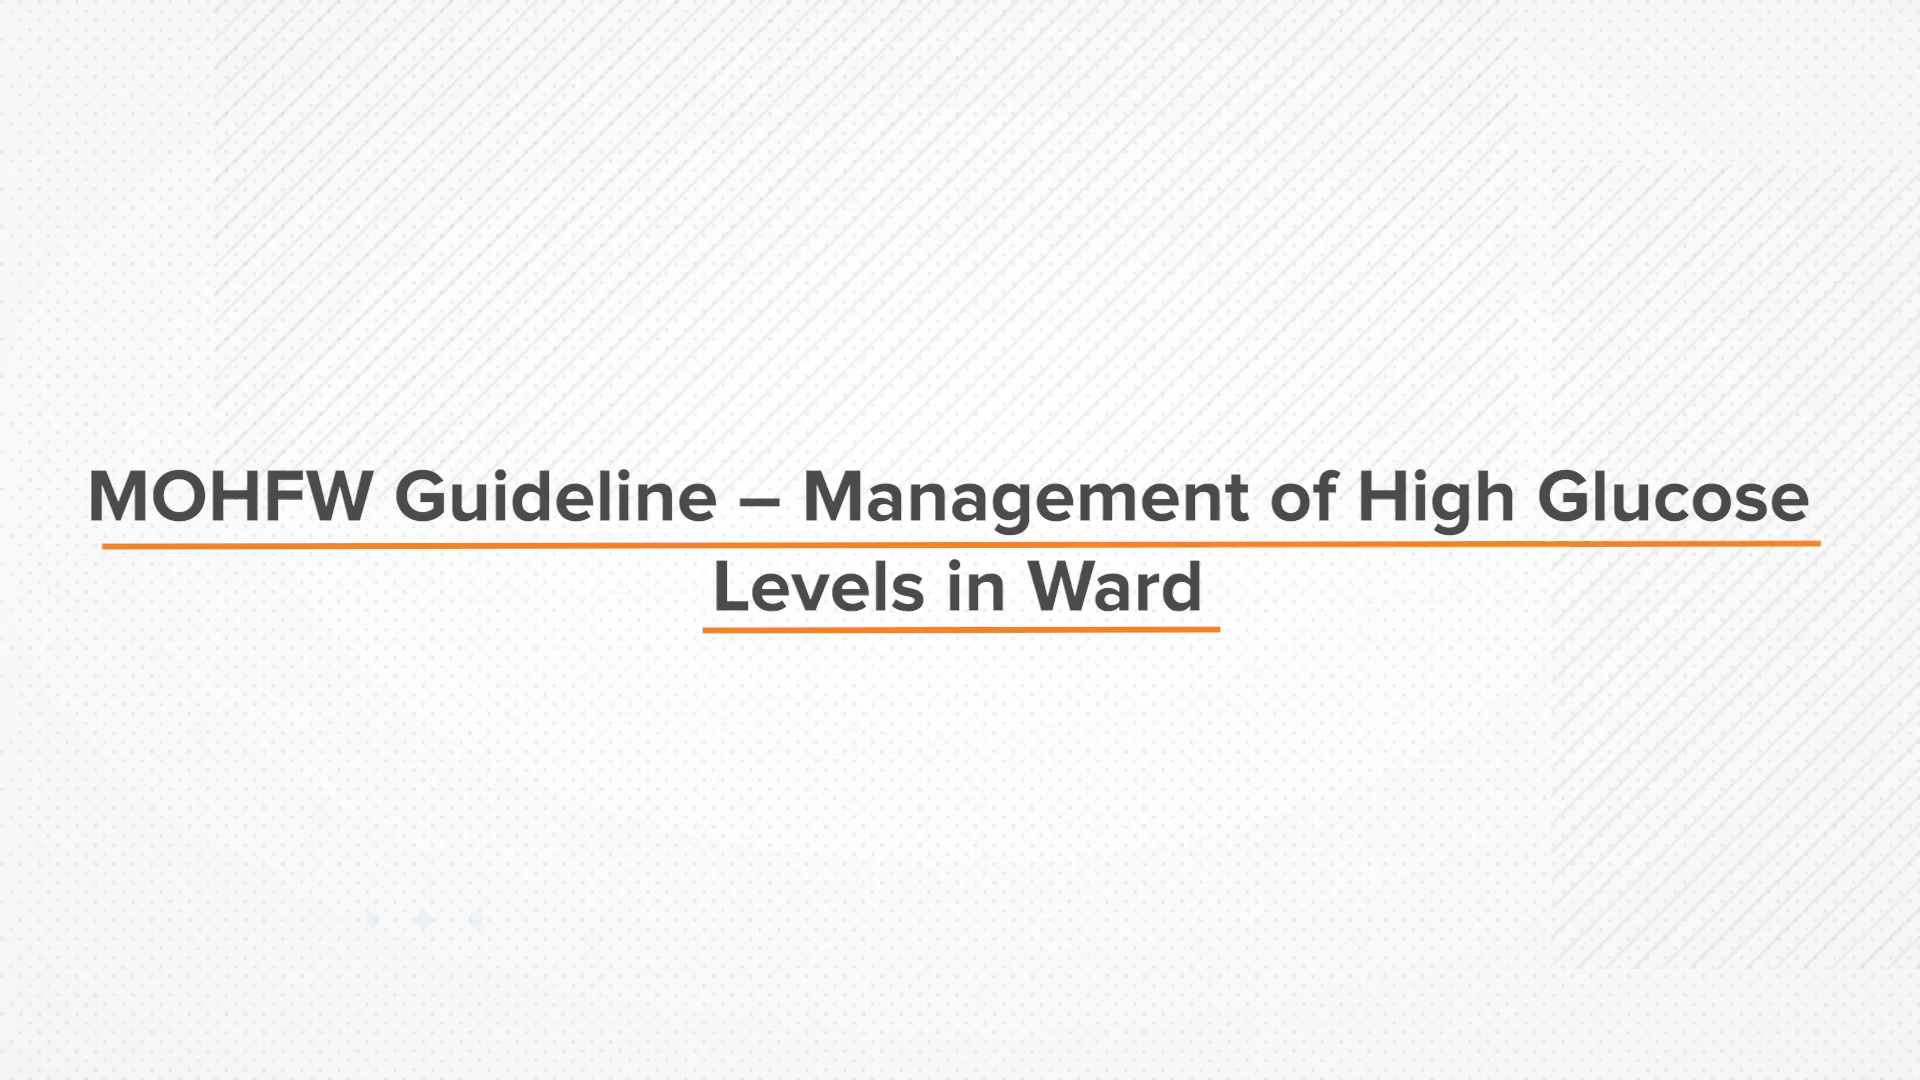 MOHFW Guideline – Management of High Glucose
Levels in Ward